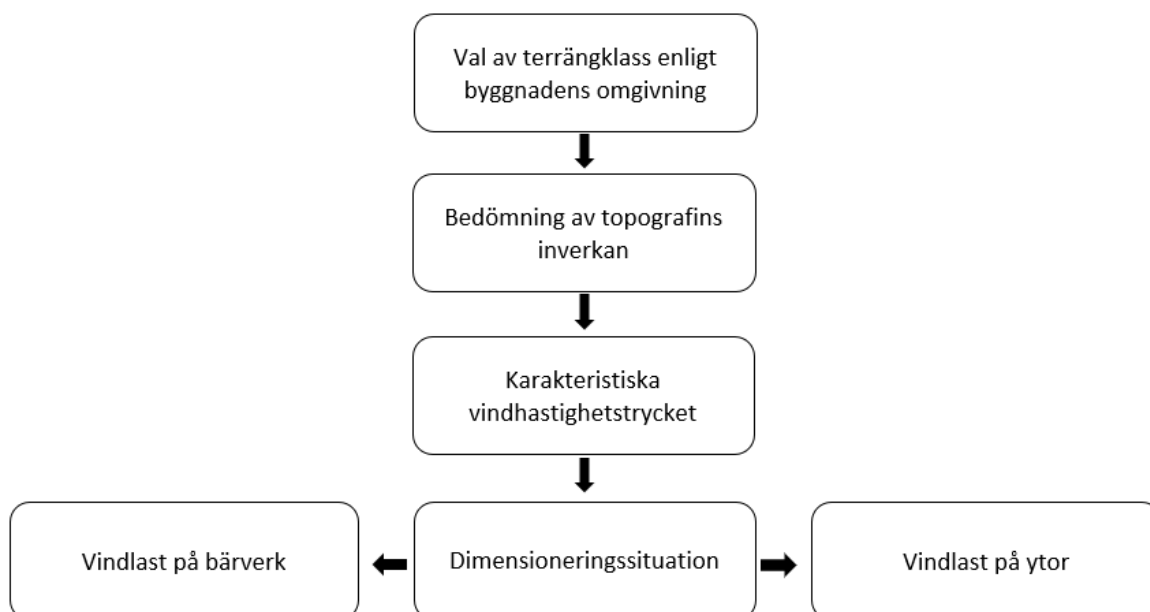 Val av terrängklass enligt
byggnadens omgivning
Bedömning av topografins
inverkan
Karakteristiska
vindhastighetstrycket
Vindlast på bärverk
Dimensioneringssituation
Vindlast på ytor